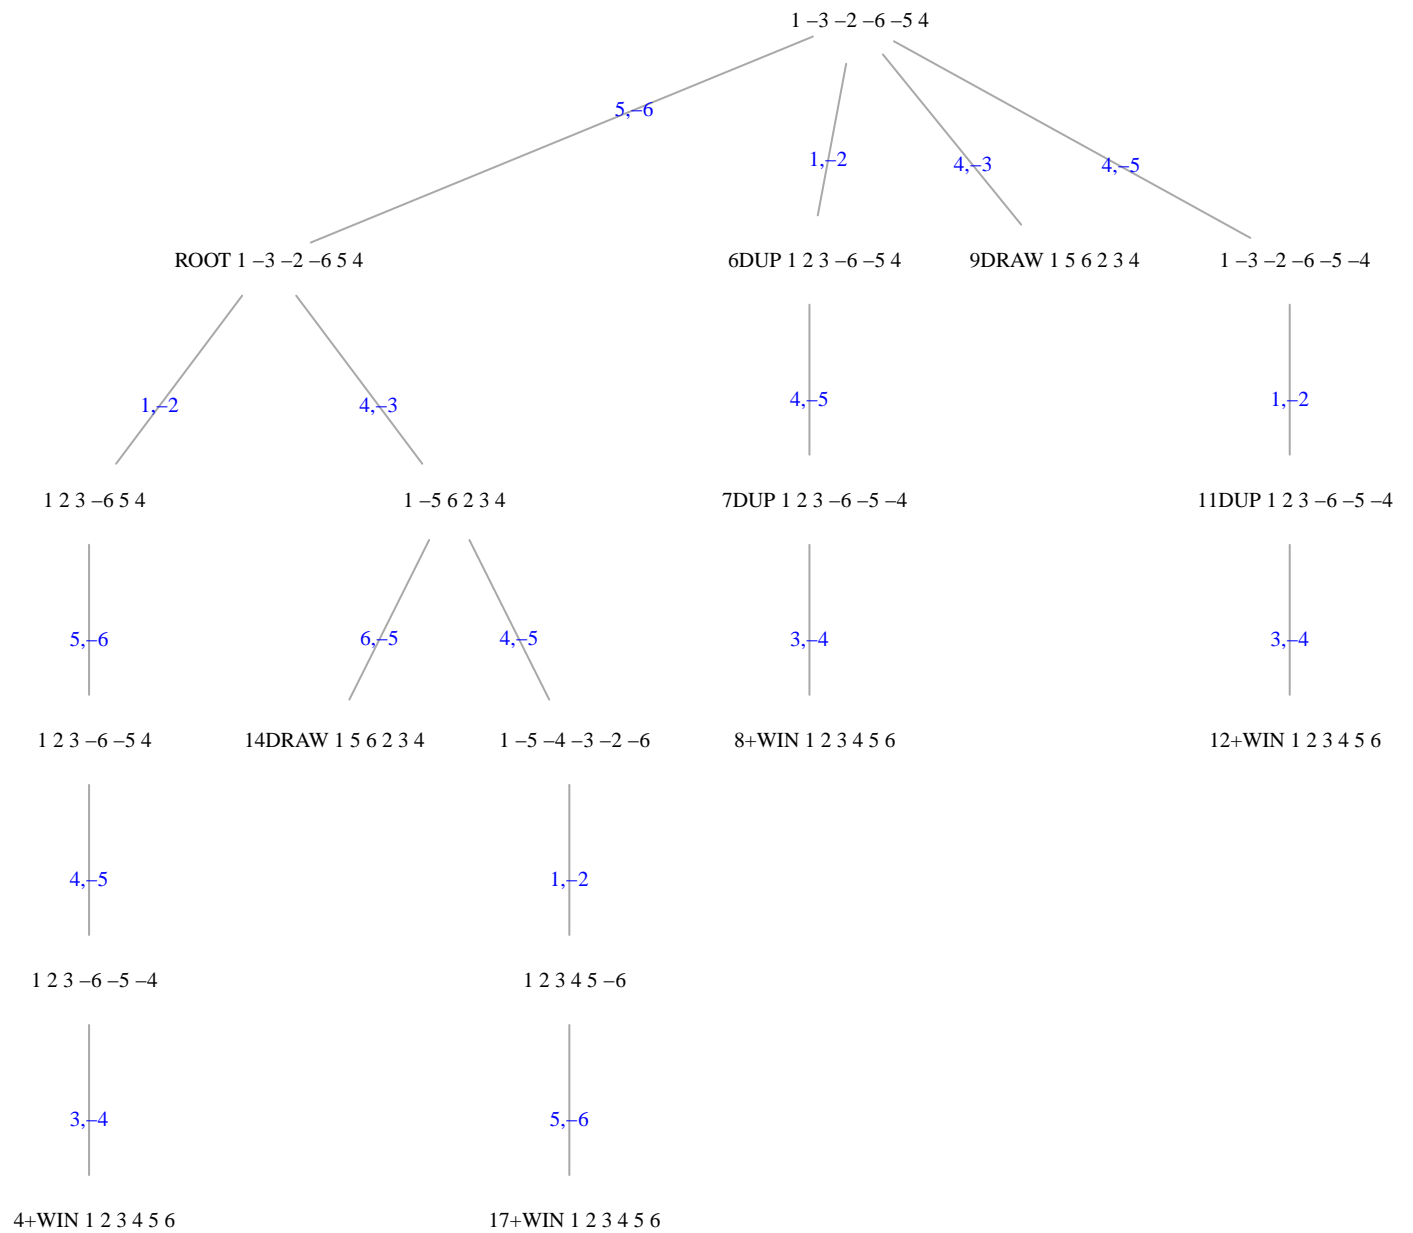 1 –3 –2 –6 –5 4
5,–6
1,–2
4,–3
4,–5
ROOT 1 –3 –2 –6 5 4
6DUP 1 2 3 –6 –5 4
9DRAW 1 5 6 2 3 4
1 –3 –2 –6 –5 –4
1,–2
4,–3
4,–5
1,–2
1 2 3 –6 5 4
1 –5 6 2 3 4
7DUP 1 2 3 –6 –5 –4
11DUP 1 2 3 –6 –5 –4
5,–6
6,–5
4,–5
3,–4
3,–4
1 2 3 –6 –5 4
14DRAW 1 5 6 2 3 4
1 –5 –4 –3 –2 –6
8+WIN 1 2 3 4 5 6
12+WIN 1 2 3 4 5 6
4,–5
1,–2
1 2 3 –6 –5 –4
1 2 3 4 5 –6
3,–4
5,–6
4+WIN 1 2 3 4 5 6
17+WIN 1 2 3 4 5 6